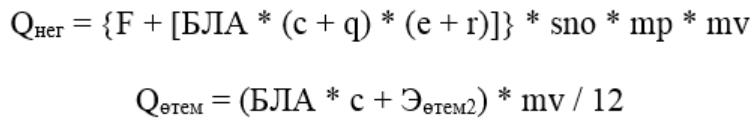 Qнег = {F + [БЛА * (c + q) * (e + r)]} * sno * mp * mv
Qөтем = (БЛА * c + Эөтем2) * mv / 12